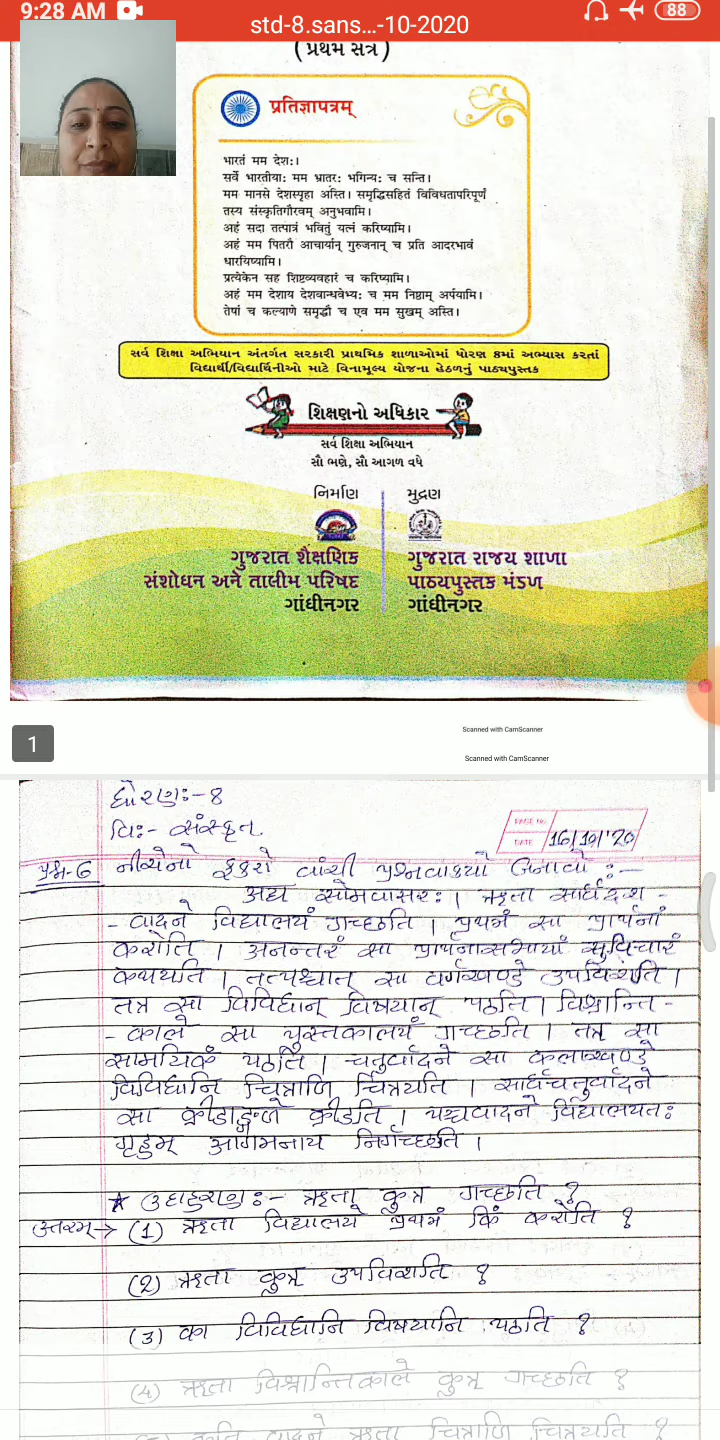 9:28 AM
88
std-8.sans...-10-2020
( પ્રથમ સત્ર )
प्रतिज्ञापत्रम्
भारतं मम देशः।
सर्वे भारतीयाः मम भ्रातरः भगिन्यः च सन्ति।
मम मानसे देशस्पृहा अस्ति। समृद्धिसहितं विविधतापरिपूर्णं
तस्य संस्कृतिगौरवम् अनुभवामि।
अहं सदा तत्पात्रं भवितुं यत्नं करिष्यामि।
अहं मम पितरौ आचार्यान् गुरुजनान् च प्रति आदरभावं
धारयिष्यामि।
प्रत्येकेन सह शिष्टव्यवहारं च करिष्यामि।
अहं मम देशाय देशबान्धवेभ्यः च मम निष्ठाम् अर्पयामि।
तेषां च कल्याणे समृद्धौ च एव मम सुखम् अस्ति।
સર્વ શિક્ષા અભિયાન અંતર્ગત સરકારી પ્રાથમિક શાળાઓમાં ધોરણ 8માં અભ્યાસ કરતાં
વિદ્યાર્થી/વિદ્યાર્થિનીઓ માટે વિનામૂલ્ય યોજના હેઠળનું પાઠ્યપુસ્તક
શિક્ષણનો અધિકાર
સર્વ શિક્ષા અભિયાન
સૌ ભણે, સૌ આગળ વધે
નિર્માણ
ગુજરાત શૈક્ષણિક
સંશોધન અને તાલીમ પરિષદ
ગાંધીનગર
મુદ્રણ
ગુજરાત રાજ્ય શાળા
પાઠ્યપુસ્તક મંડળ
ગાંધીનગર
Scanned with CamScanner
1
Scanned with CamScanner
ધોરણઃ-8
વિઃ- સંસ્કૃત.
PAGE No.
DATE 16/10/'20
પ્રશ્ન-6 નીચેનો ફકરો વાંચી પ્રશ્નવાક્યો બનાવો :-
अद्य सोमवासरः। ऋता सार्धदश-
- वादने विद्यालयं गच्छति। प्रथमं सा प्रार्थनां
करोति। अनन्तरं सा प्रार्थनासभायां सुविचारं
कथयति। तत्पश्चात् सा वर्गखण्डे उपविशति।
तत्र सा विविधान् विषयान् पठति। विश्रान्ति-
- काले सा पुस्तकालयं गच्छति। तत्र सा
सामयिकं पठति। चतुर्वादने सा कलाखण्डे
विविधानि चित्राणि चित्रयति। सार्धचतुर्वादने
सा क्रीडाङ्गणे क्रीडति। पञ्चवादने विद्यालयतः
गृहम् आगमनाय निर्गच्छति।
★ ઉદાહરણઃ- ऋता कुत्र गच्छति ?
उत्तरम् → (1) ऋता विद्यालये प्रथमं किं करोति ?
(2) ऋता कुत्र उपविशति ?
(3) का विविधानि विषयानि पठति ?
(4) ऋता विश्रान्तिकाले कुत्र गच्छति ?
कति वादने ऋता चित्राणि चित्रयति ?